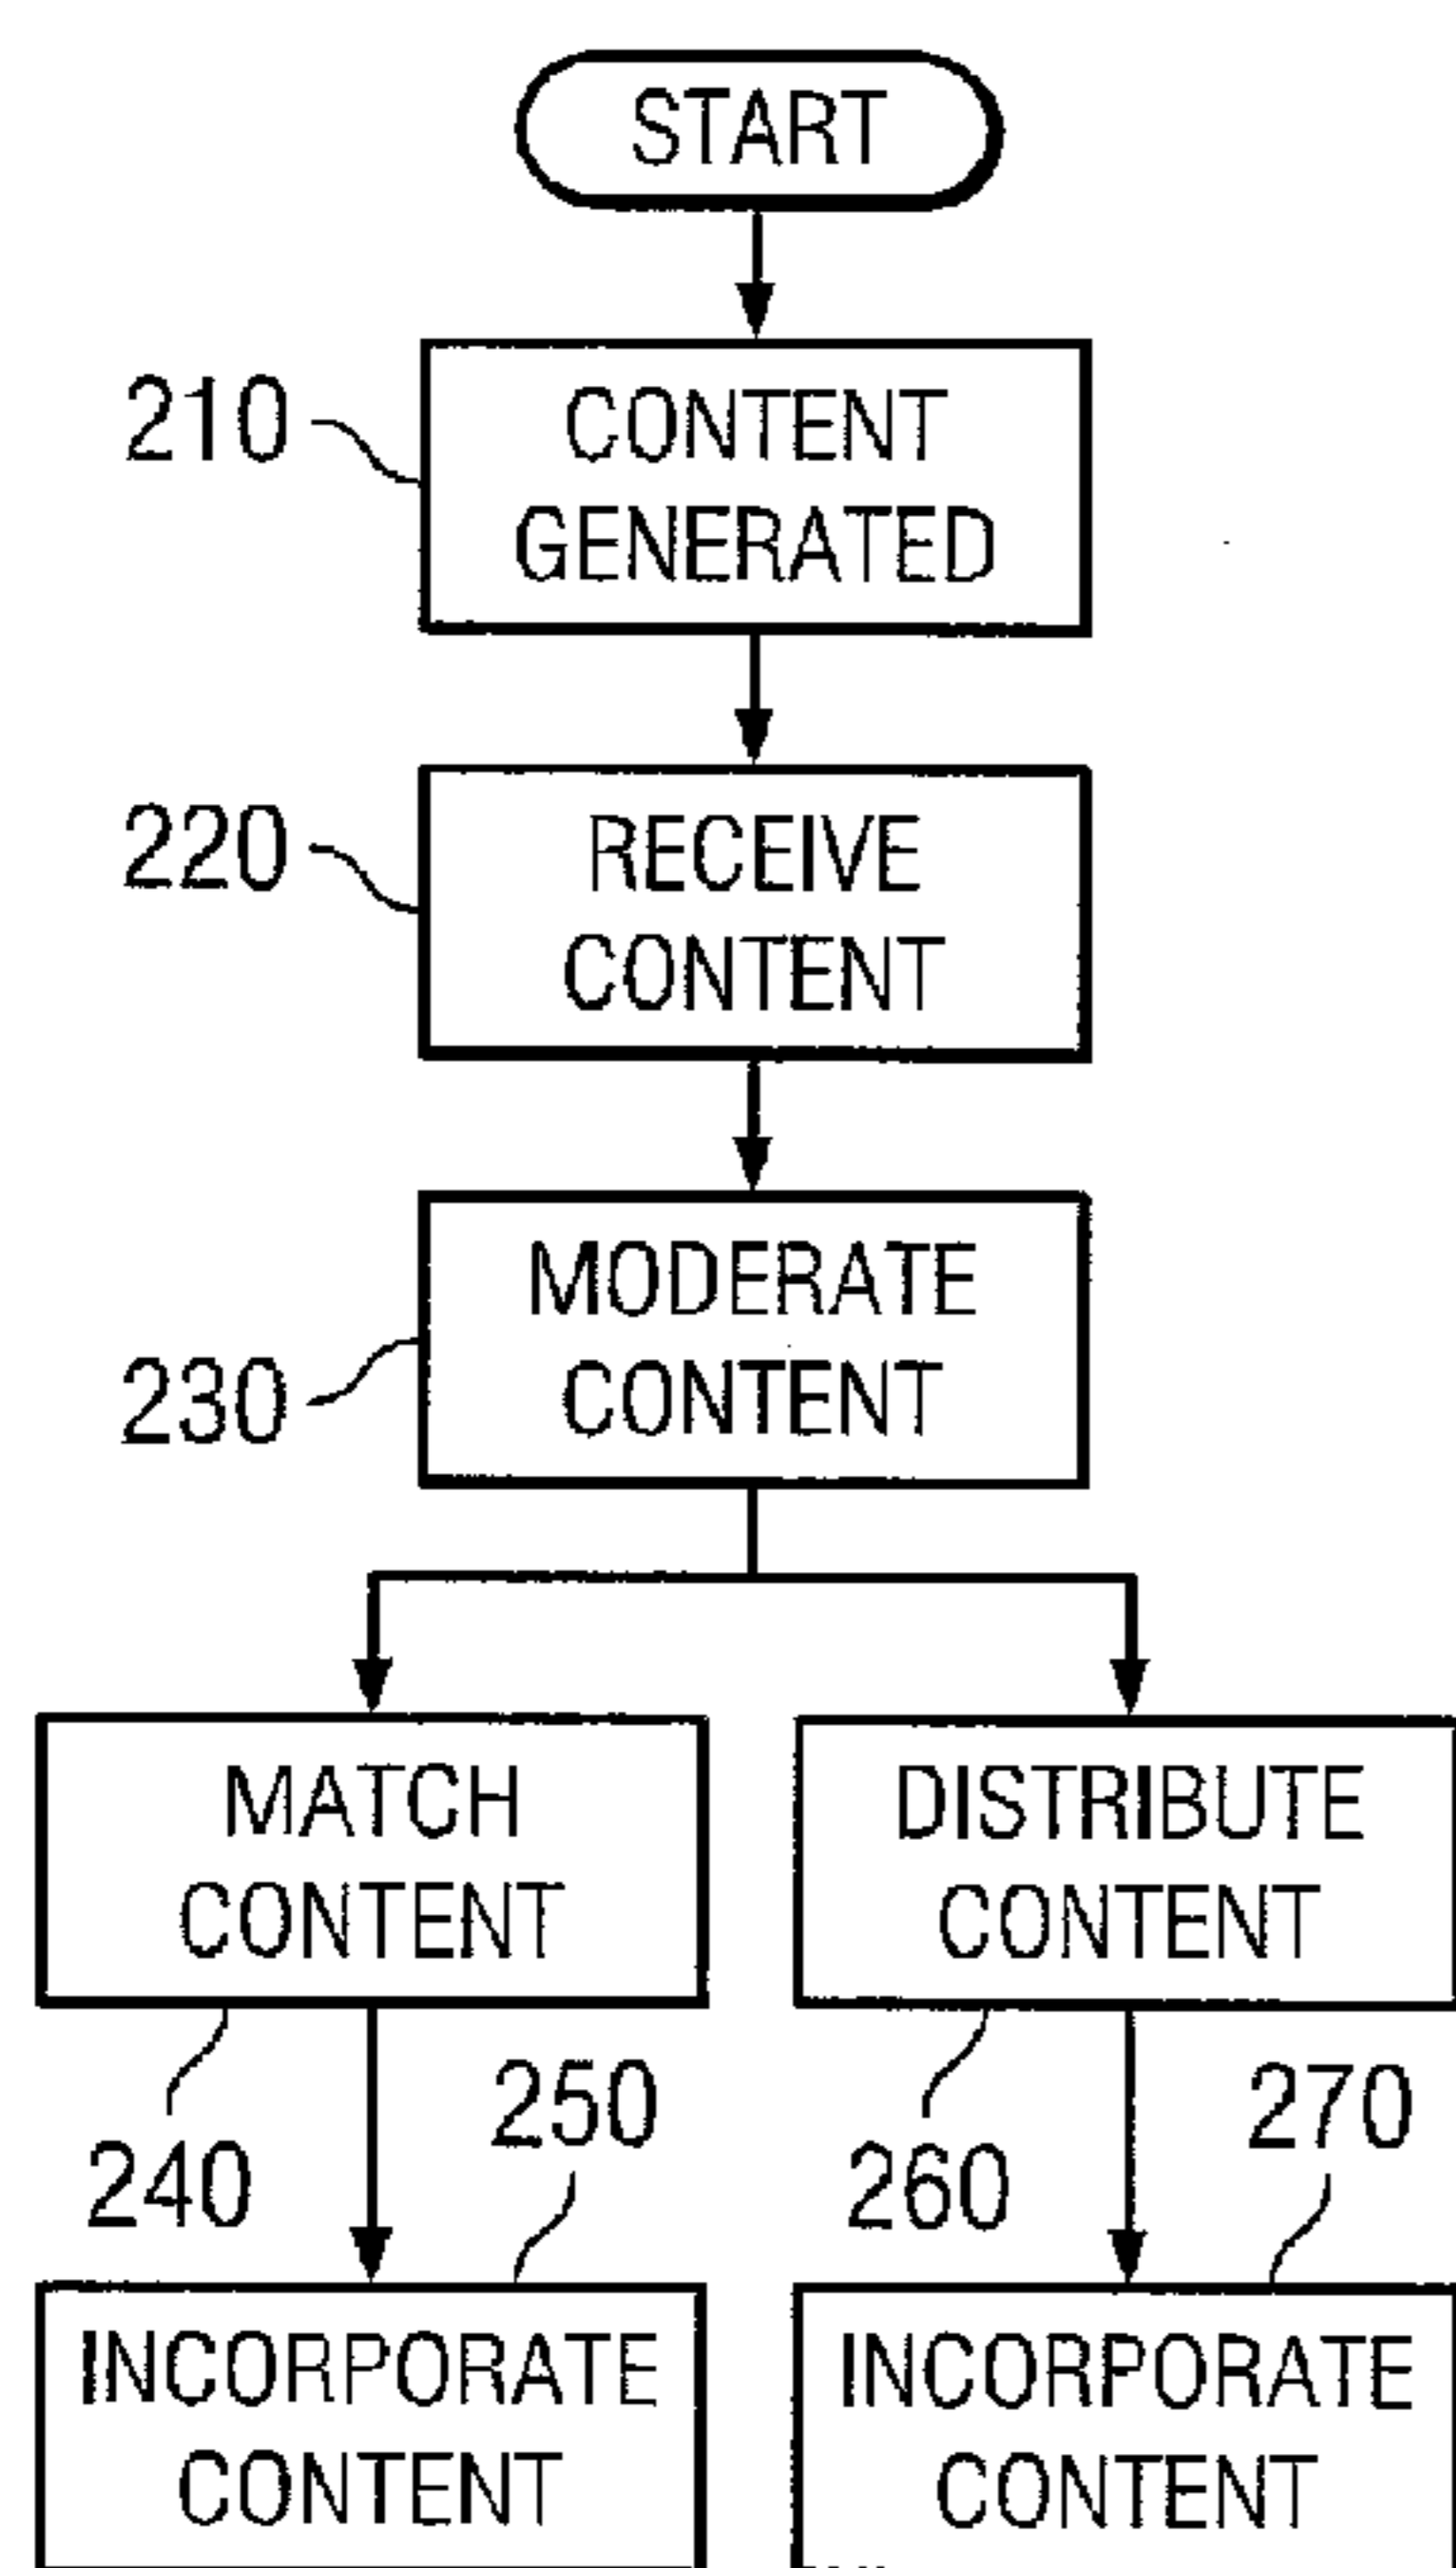 START
210
CONTENT
GENERATED
220
RECEIVE
CONTENT
230
MODERATE
CONTENT
MATCH
CONTENT
DISTRIBUTE
CONTENT
240
250
260
270
INCORPORATE
CONTENT
INCORPORATE
CONTENT